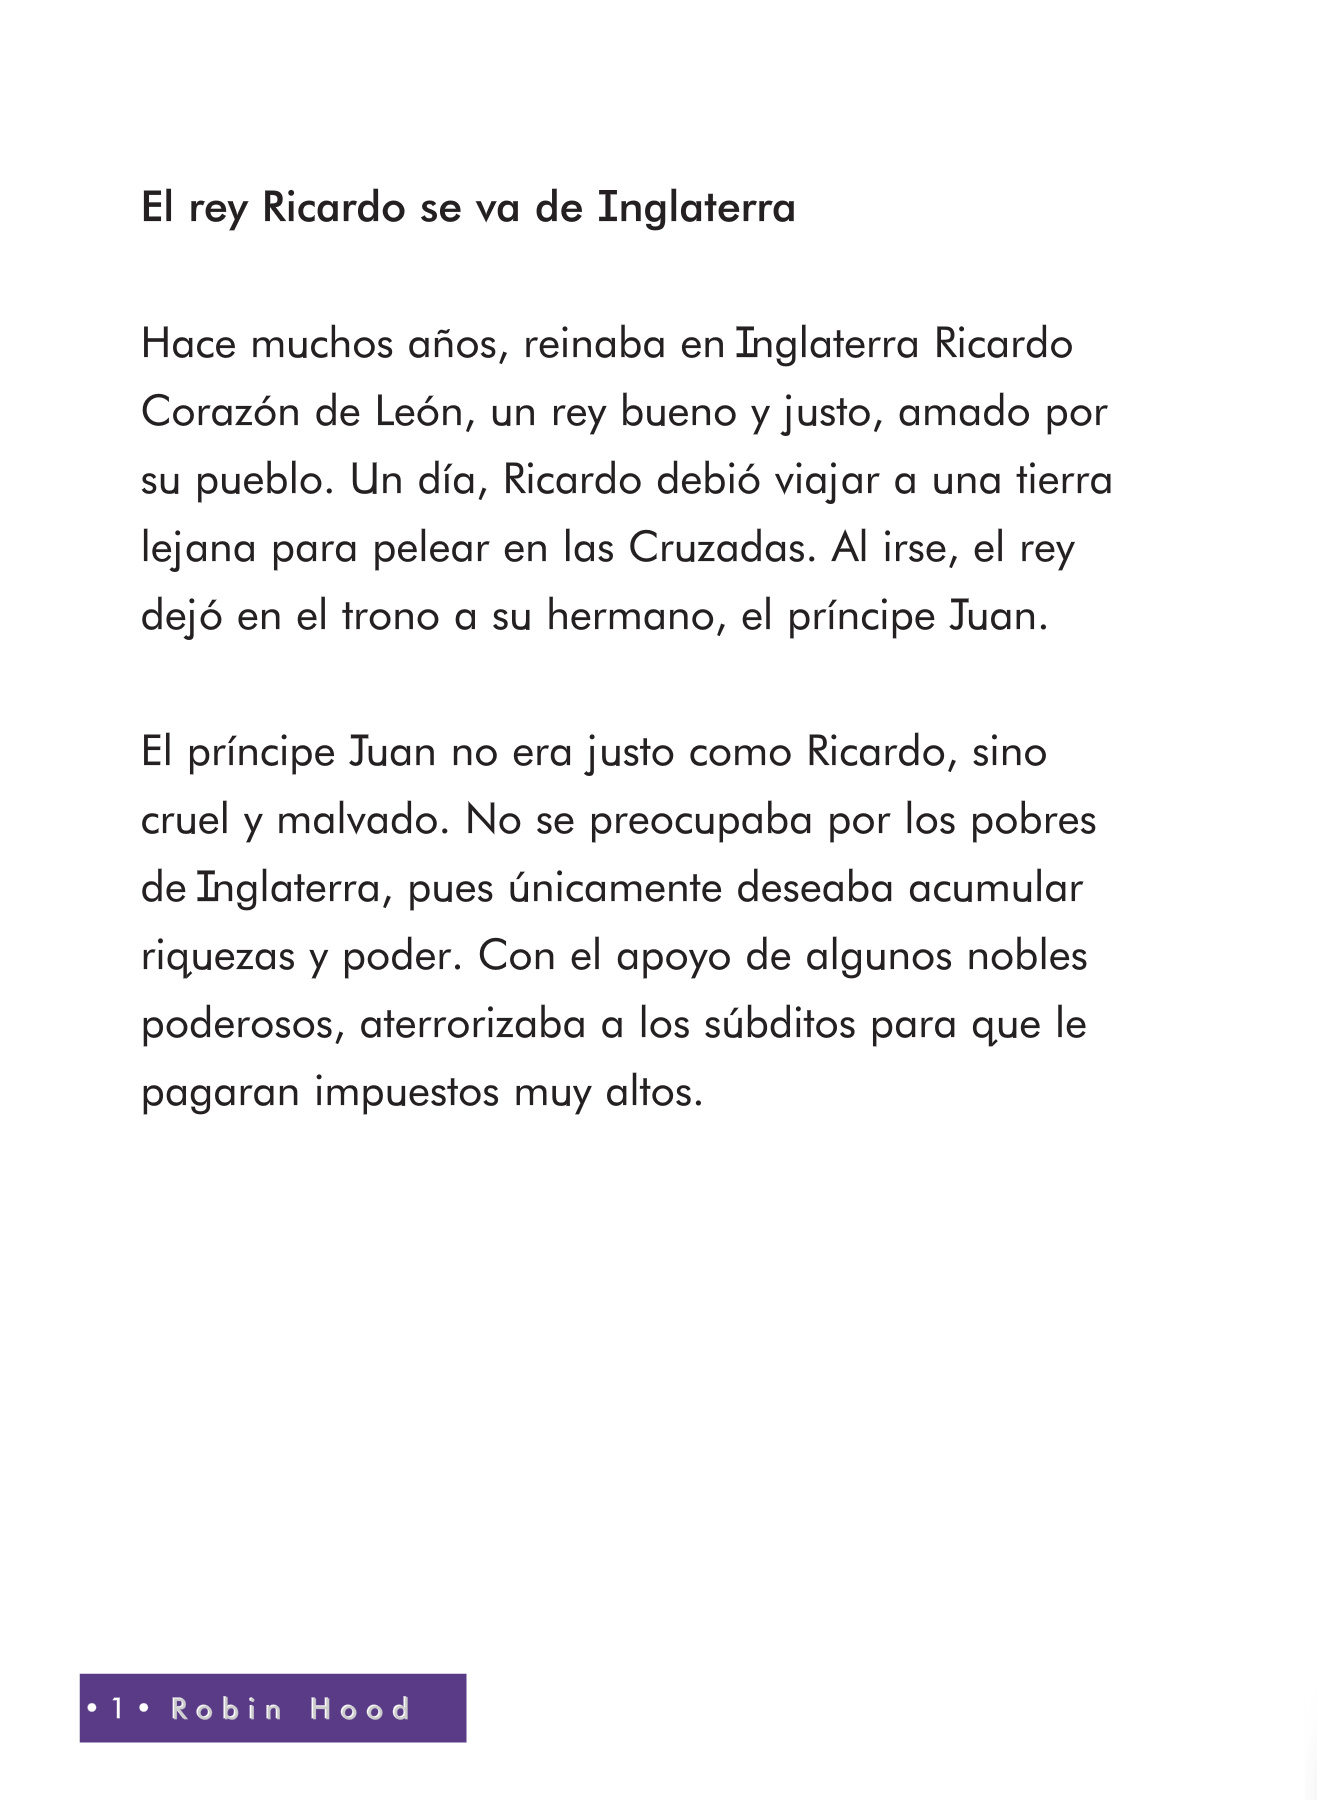 El rey Ricardo se va de Inglaterra
Hace muchos años, reinaba en Inglaterra Ricardo
Corazón de León, un rey bueno y justo, amado por
su pueblo. Un día, Ricardo debió viajar a una tierra
lejana para pelear en las Cruzadas. Al irse, el rey
dejó en el trono a su hermano, el príncipe Juan.
El príncipe Juan no era justo como Ricardo, sino
cruel y malvado. No se preocupaba por los pobres
de Inglaterra, pues únicamente deseaba acumular
riquezas y poder. Con el apoyo de algunos nobles
poderosos, aterrorizaba a los súbditos para que le
pagaran impuestos muy altos.
• 1 • Robin Hood